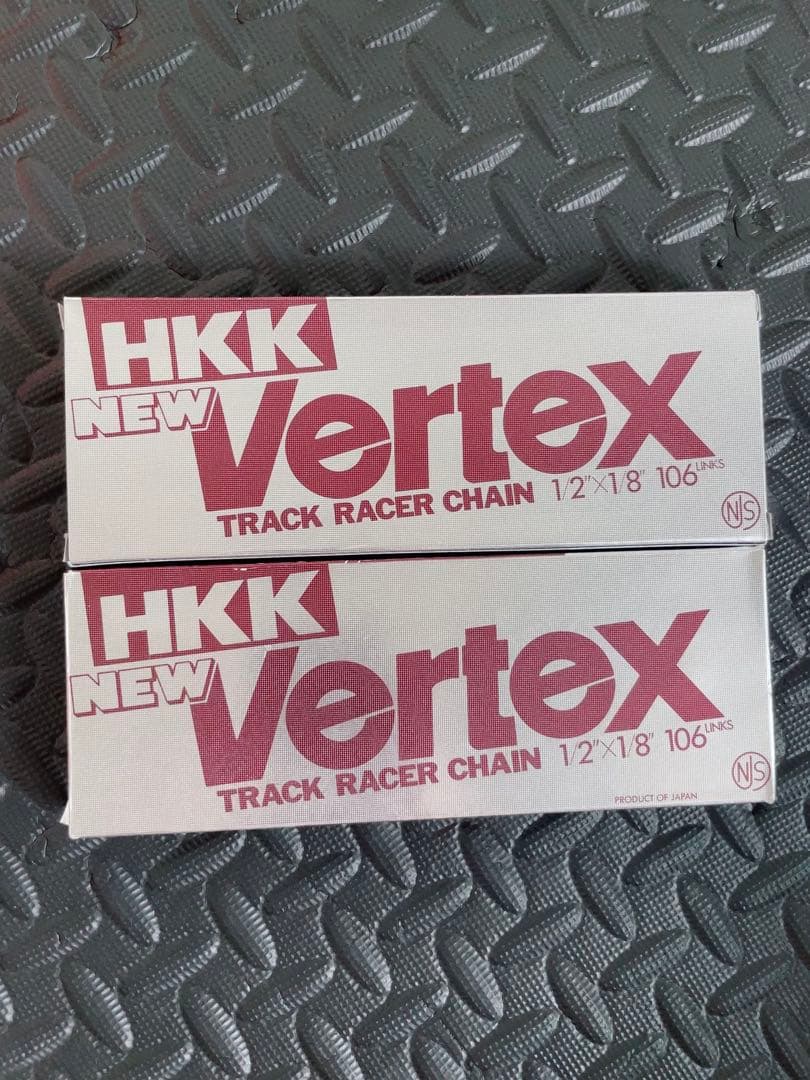 HKK
NEW Vertex
TRACK RACER CHAIN 1/2"×1/8" 106 LINKS
NJS
HKK
NEW Vertex
TRACK RACER CHAIN 1/2"×1/8" 106 LINKS
NJS
PRODUCT OF JAPAN